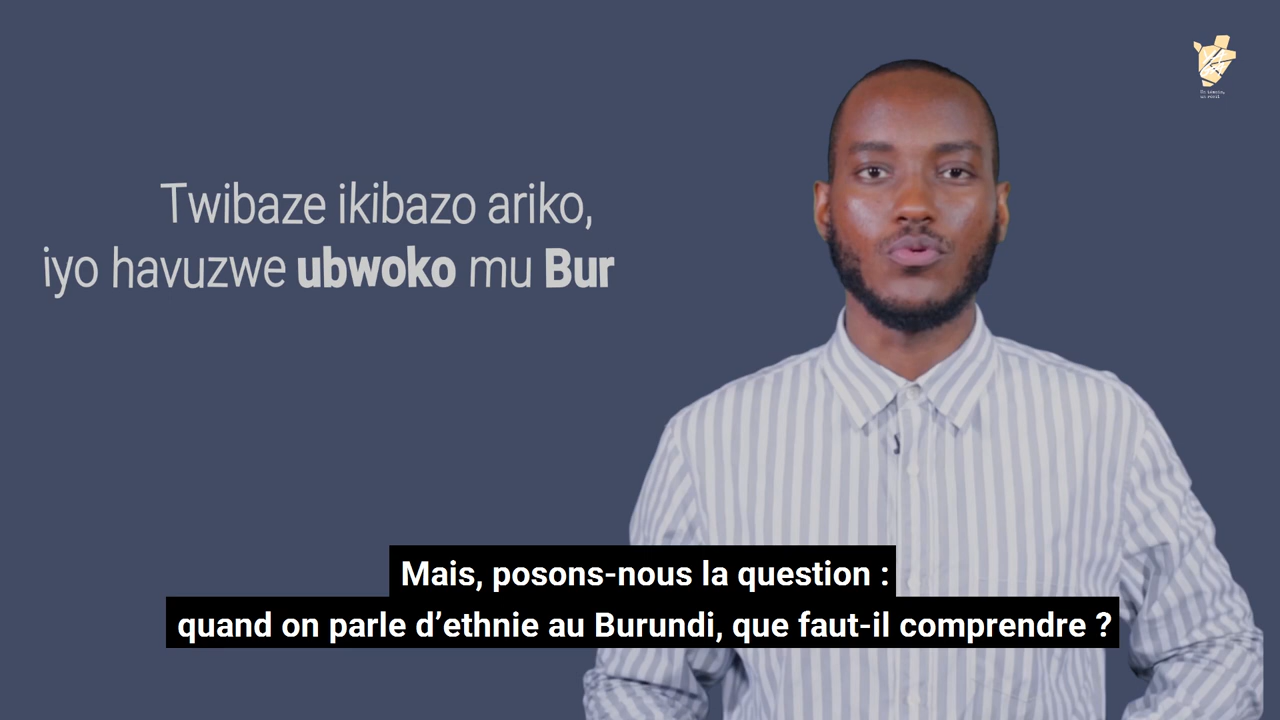 Twibaze ikibazo ariko,
iyo havuzwe ubwoko mu Bur
Mais, posons-nous la question :
quand on parle d’ethnie au Burundi, que faut-il comprendre ?